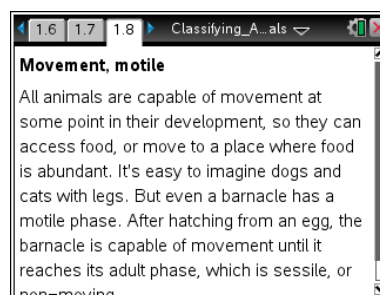 1.6 1.7 1.8 Classifying_A…als
Movement, motile
All animals are capable of movement at
some point in their development, so they can
access food, or move to a place where food
is abundant. It's easy to imagine dogs and
cats with legs. But even a barnacle has a
motile phase. After hatching from an egg, the
barnacle is capable of movement until it
reaches its adult phase, which is sessile, or
non-moving.